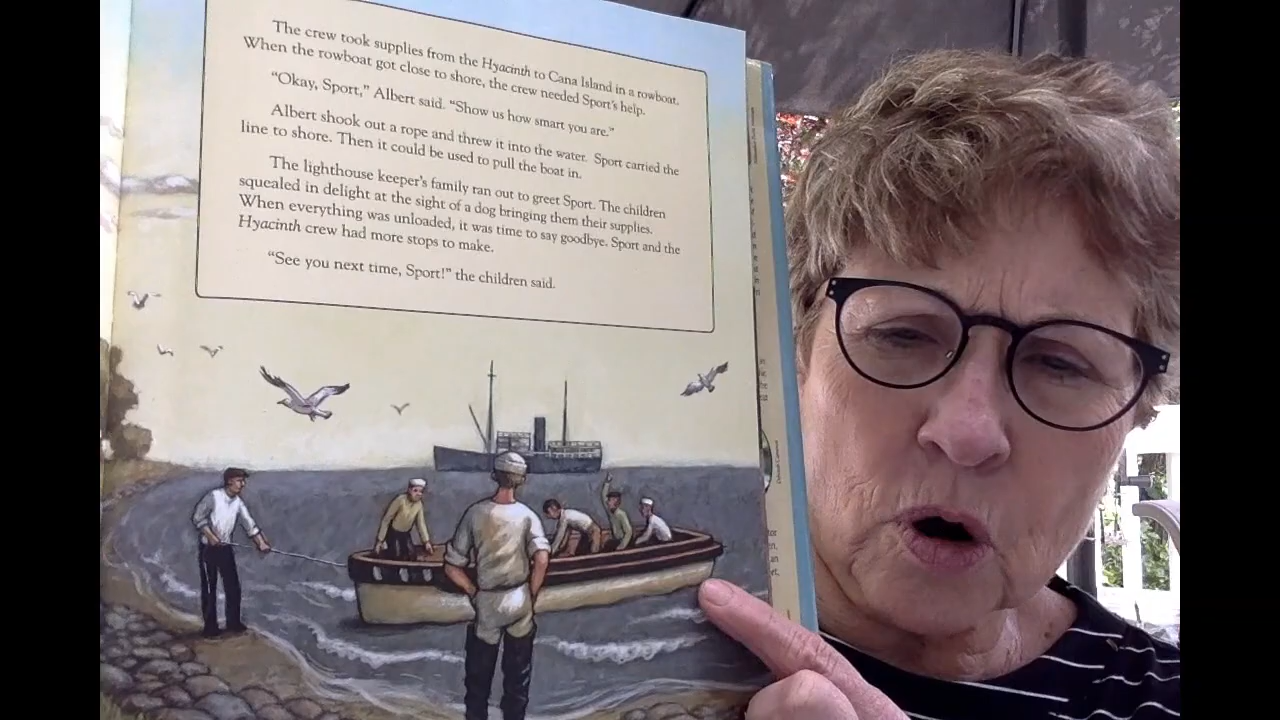 The crew took supplies from the Hyacinth to Cana Island in a rowboat.
When the rowboat got close to shore, the crew needed Sport's help.
"Okay, Sport," Albert said. "Show us how smart you are."
Albert shook out a rope and threw it into the water. Sport carried the
line to shore. Then it could be used to pull the boat in.
The lighthouse keeper's family ran out to greet Sport. The children
squealed in delight at the sight of a dog bringing them their supplies.
When everything was unloaded, it was time to say goodbye. Sport and the
Hyacinth crew had more stops to make.
"See you next time, Sport!" the children said.